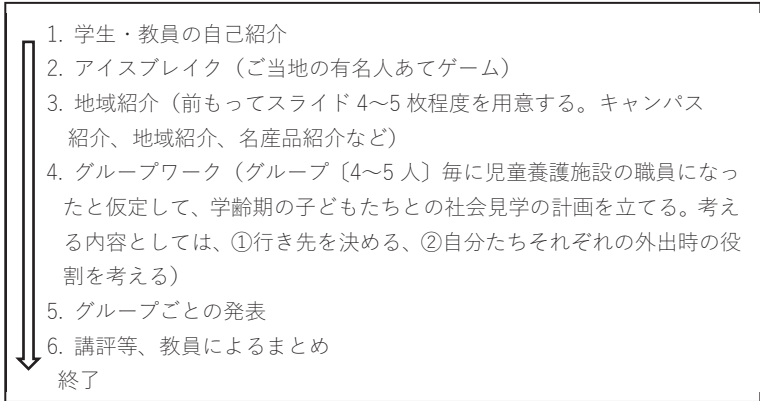 1. 学生・教員の自己紹介
2. アイスブレイク（ご当地の有名人あてゲーム）
3. 地域紹介（前もってスライド 4～5 枚程度を用意する。キャンパス
紹介、地域紹介、名産品紹介など）
4. グループワーク（グループ〔4～5 人〕毎に児童養護施設の職員になっ
たと仮定して、学齢期の子どもたちとの社会見学の計画を立てる。考え
る内容としては、①行き先を決める、②自分たちそれぞれの外出時の役
割を考える）
5. グループごとの発表
6. 講評等、教員によるまとめ
終了